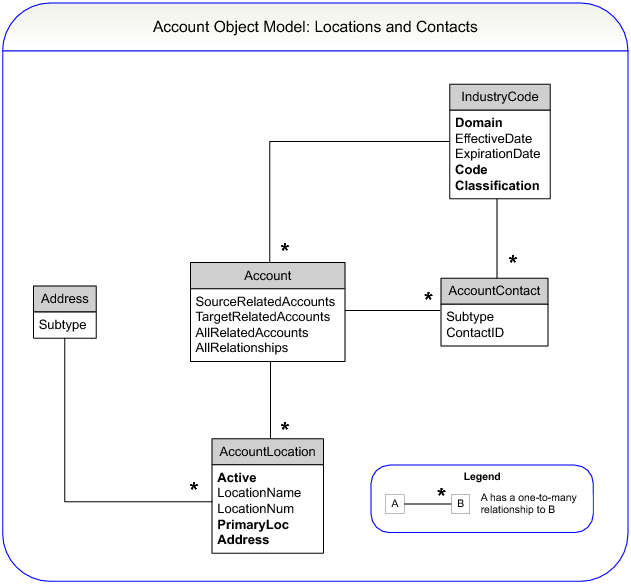 Account Object Model: Locations and Contacts
IndustryCode
Domain
EffectiveDate
ExpirationDate
Code
Classification
*
*
Account
SourceRelatedAccounts
TargetRelatedAccounts
AllRelatedAccounts
AllRelationships
*
AccountContact
Subtype
ContactID
Address
Subtype
*
*
AccountLocation
Active
LocationName
LocationNum
PrimaryLoc
Address
Legend
A * B
A has a one-to-many
relationship to B